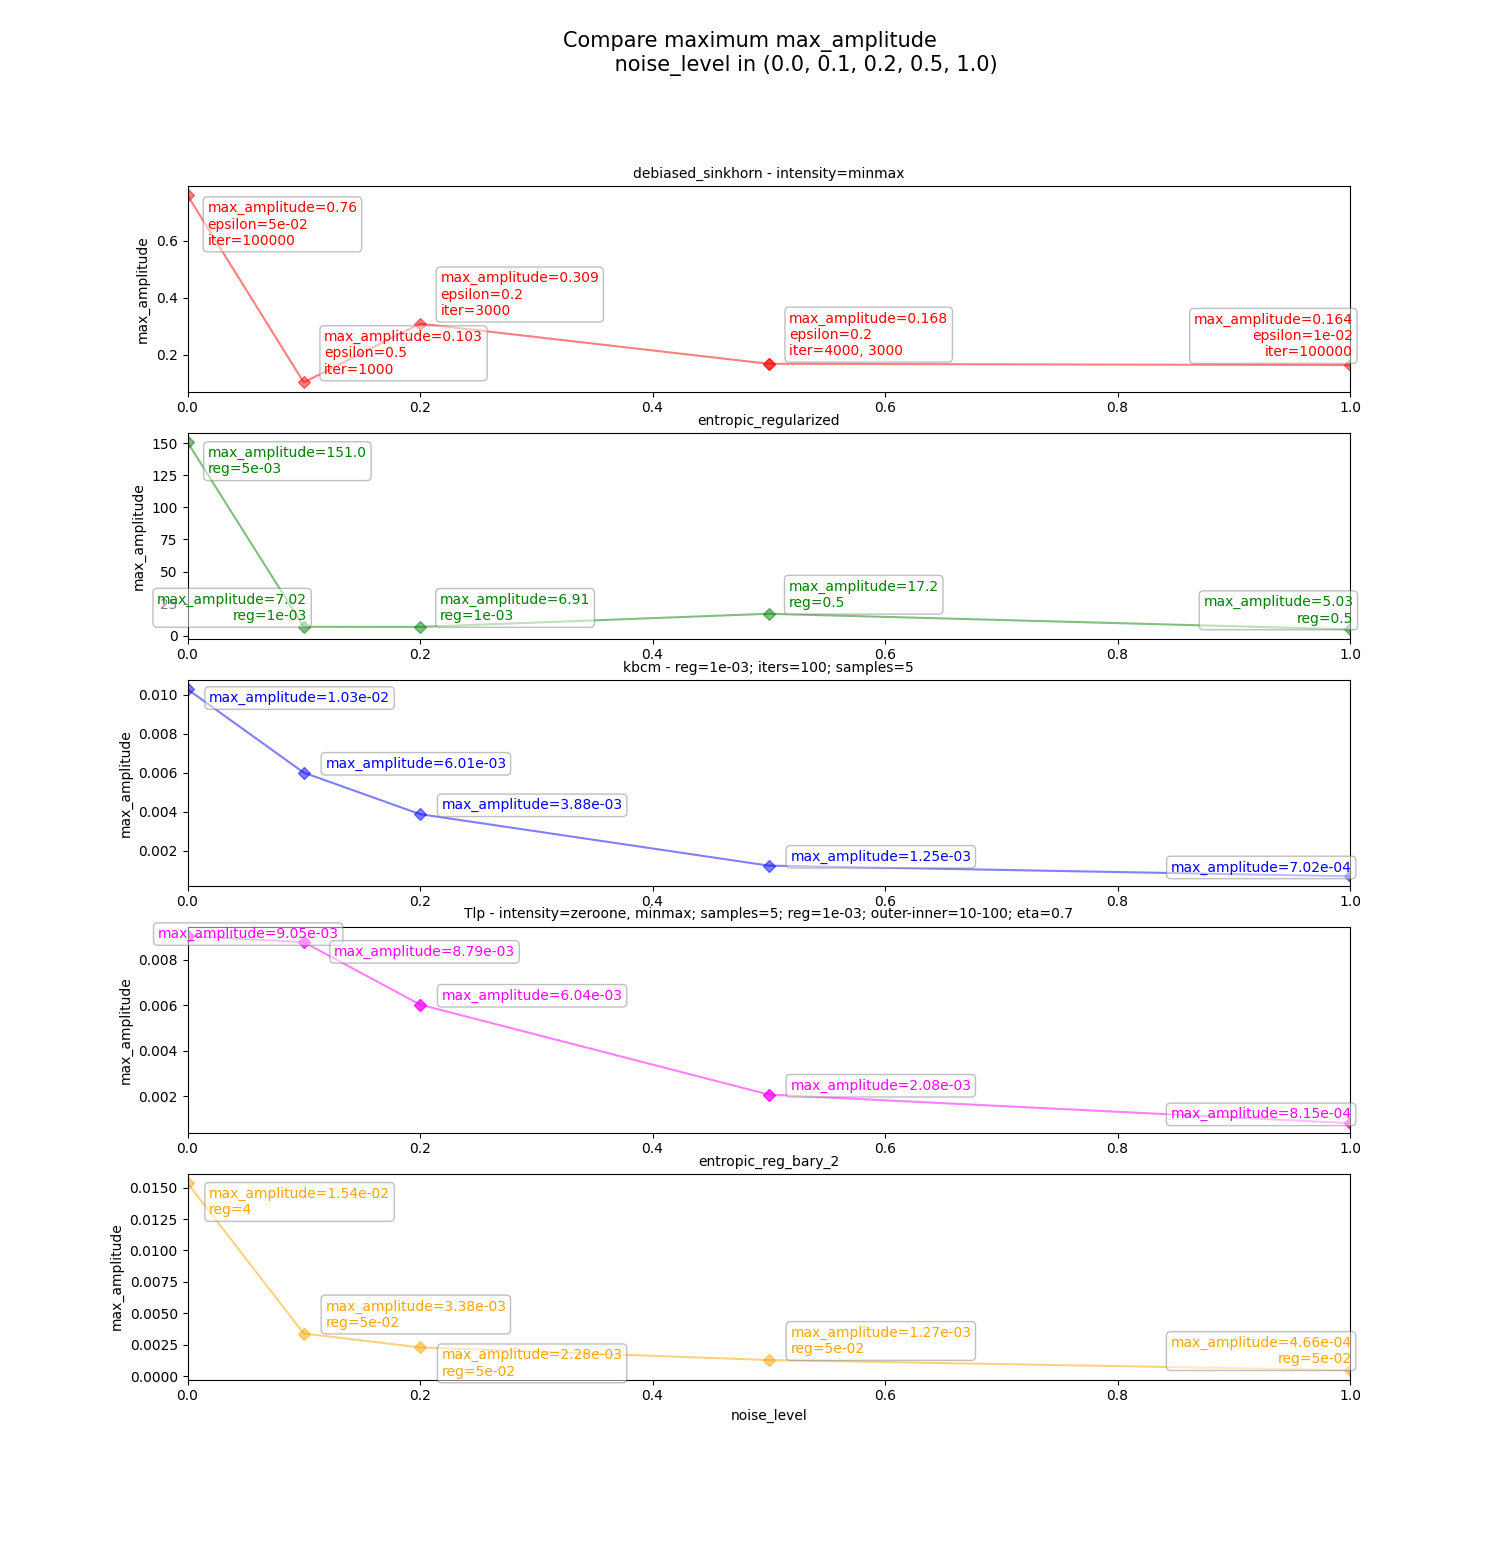 Compare maximum max_amplitude
noise_level in (0.0, 0.1, 0.2, 0.5, 1.0)
debiased_sinkhorn - intensity=minmax
max_amplitude
0.6
0.4
0.2
max_amplitude=0.76
epsilon=5e-02
iter=100000
max_amplitude=0.103
epsilon=0.5
iter=1000
max_amplitude=0.309
epsilon=0.2
iter=3000
max_amplitude=0.168
epsilon=0.2
iter=4000, 3000
max_amplitude=0.164
epsilon=1e-02
iter=100000
0.0 0.2 0.4 0.6 0.8 1.0
entropic_regularized
max_amplitude
150
125
100
75
50
25
0
max_amplitude=151.0
reg=5e-03
max_amplitude=7.02
reg=1e-03
max_amplitude=6.91
reg=1e-03
max_amplitude=17.2
reg=0.5
max_amplitude=5.03
reg=0.5
0.0 0.2 0.4 0.6 0.8 1.0
kbcm - reg=1e-03; iters=100; samples=5
max_amplitude
0.010
0.008
0.006
0.004
0.002
max_amplitude=1.03e-02
max_amplitude=6.01e-03
max_amplitude=3.88e-03
max_amplitude=1.25e-03
max_amplitude=7.02e-04
0.0 0.2 0.4 0.6 0.8 1.0
Tlp - intensity=zeroone, minmax; samples=5; reg=1e-03; outer-inner=10-100; eta=0.7
max_amplitude
0.008
0.006
0.004
0.002
max_amplitude=9.05e-03
max_amplitude=8.79e-03
max_amplitude=6.04e-03
max_amplitude=2.08e-03
max_amplitude=8.15e-04
0.0 0.2 0.4 0.6 0.8 1.0
entropic_reg_bary_2
max_amplitude
0.0150
0.0125
0.0100
0.0075
0.0050
0.0025
0.0000
max_amplitude=1.54e-02
reg=4
max_amplitude=3.38e-03
reg=5e-02
max_amplitude=2.28e-03
reg=5e-02
max_amplitude=1.27e-03
reg=5e-02
max_amplitude=4.66e-04
reg=5e-02
0.0 0.2 0.4 0.6 0.8 1.0
noise_level